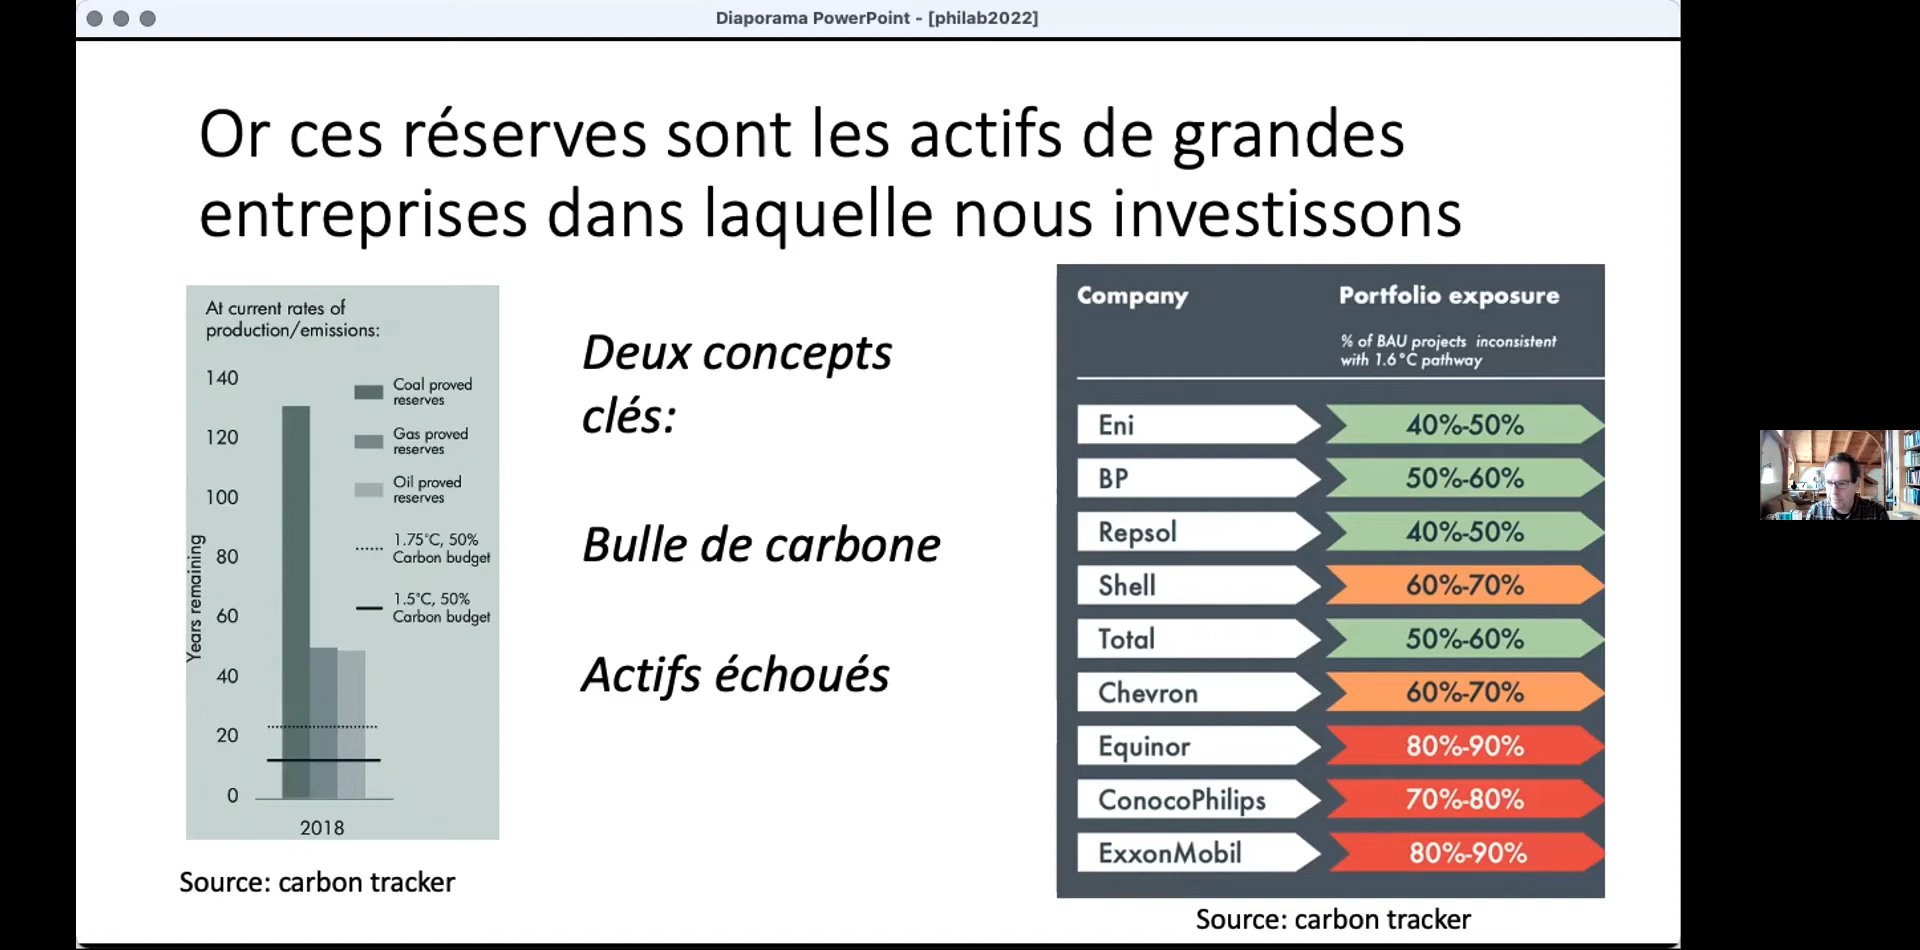 Diaporama PowerPoint - [philab2022]
Or ces réserves sont les actifs de grandes
entreprises dans laquelle nous investissons
At current rates of
production/emissions:
140
120
100
80
60
40
20
0
Years remaining
2018
Coal proved
reserves
Gas proved
reserves
Oil proved
reserves
1.75°C, 50%
Carbon budget
1.5°C, 50%
Carbon budget
Source: carbon tracker
Deux concepts
clés:
Bulle de carbone
Actifs échoués
Company Portfolio exposure
% of BAU projects inconsistent
with 1.6°C pathway
Eni 40%-50%
BP 50%-60%
Repsol 40%-50%
Shell 60%-70%
Total 50%-60%
Chevron 60%-70%
Equinor 80%-90%
ConocoPhilips 70%-80%
ExxonMobil 80%-90%
Source: carbon tracker